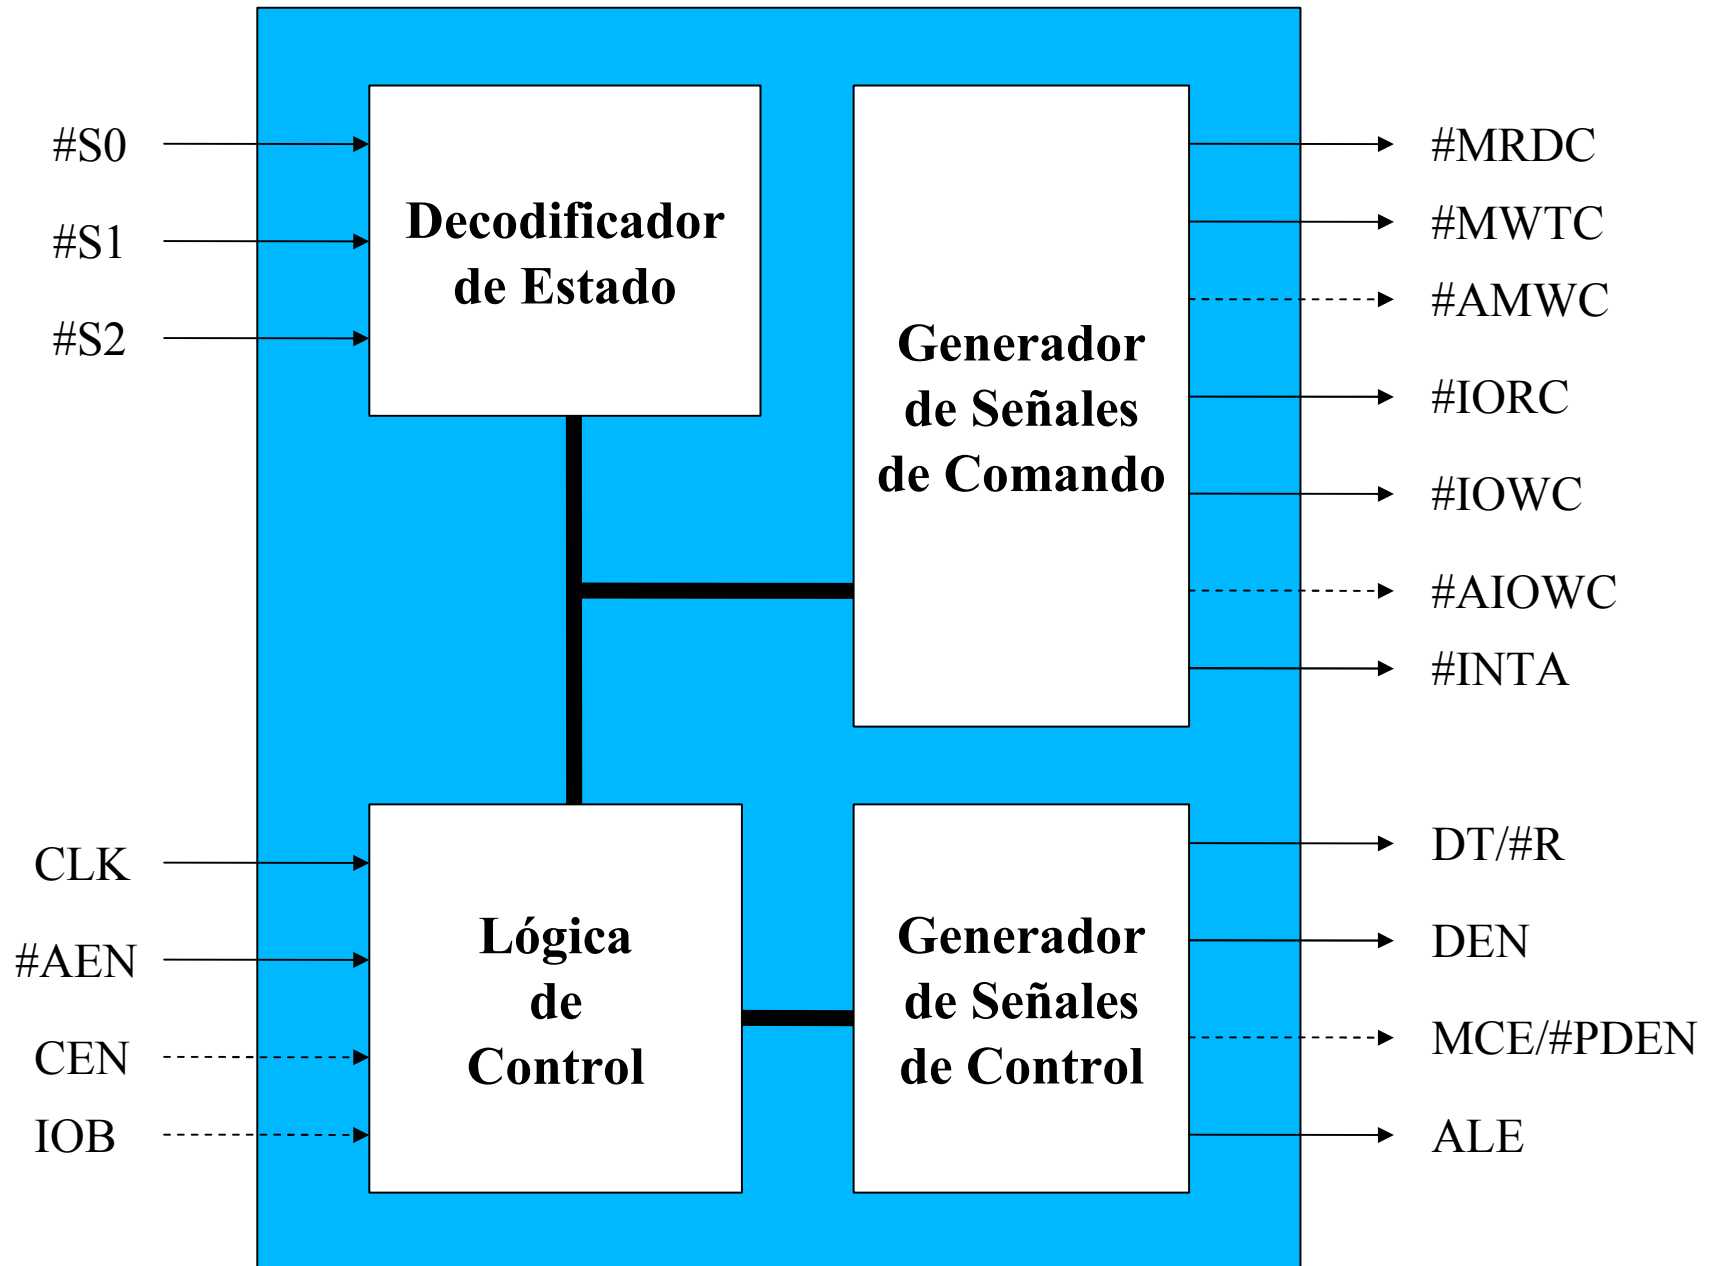 #S0
#S1
#S2
Decodificador
de Estado
Generador
de Señales
de Comando
#MRDC
#MWTC
#AMWC
#IORC
#IOWC
#AIOWC
#INTA
CLK
#AEN
CEN
IOB
Lógica
de
Control
Generador
de Señales
de Control
DT/#R
DEN
MCE/#PDEN
ALE